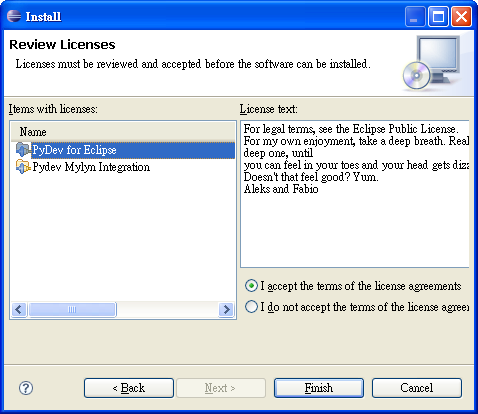 Install
Review Licenses
Licenses must be reviewed and accepted before the software can be installed.
Items with licenses:
License text:
Name
PyDev for Eclipse
Pydev Mylyn Integration
For legal terms, see the Eclipse Public License.
For my own enjoyment, take a deep breath. Real
deep one, until
you can feel in your toes and your head gets dizz
Doesn't that feel good? Yum.
Aleks and Fabio
I accept the terms of the license agreements
I do not accept the terms of the license agreer
?
< Back
Next >
Finish
Cancel